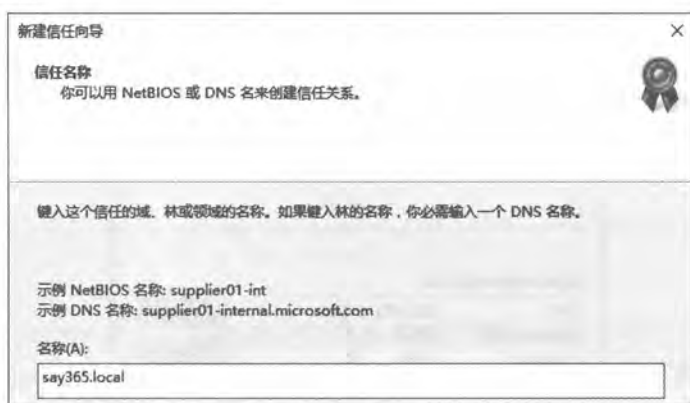 新建信任向导
信任名称
你可以用 NetBIOS 或 DNS 名来创建信任关系。
键入这个信任的域、林或领域的名称。如果键入林的名称，你必需输入一个 DNS 名称。
示例 NetBIOS 名称: supplier01-int
示例 DNS 名称: supplier01-internal.microsoft.com
名称(A):
say365.local